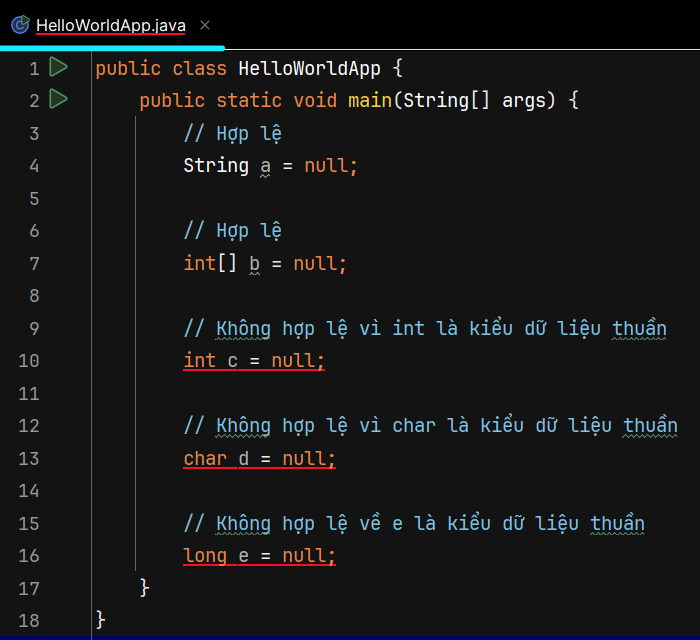 HelloWorldApp.java
1 public class HelloWorldApp {
2 public static void main(String[] args) {
3 // Hợp lệ
4 String a = null;
5
6 // Hợp lệ
7 int[] b = null;
8
9 // Không hợp lệ vì int là kiểu dữ liệu thuần
10 int c = null;
11
12 // Không hợp lệ vì char là kiểu dữ liệu thuần
13 char d = null;
14
15 // Không hợp lệ về e là kiểu dữ liệu thuần
16 long e = null;
17 }
18 }